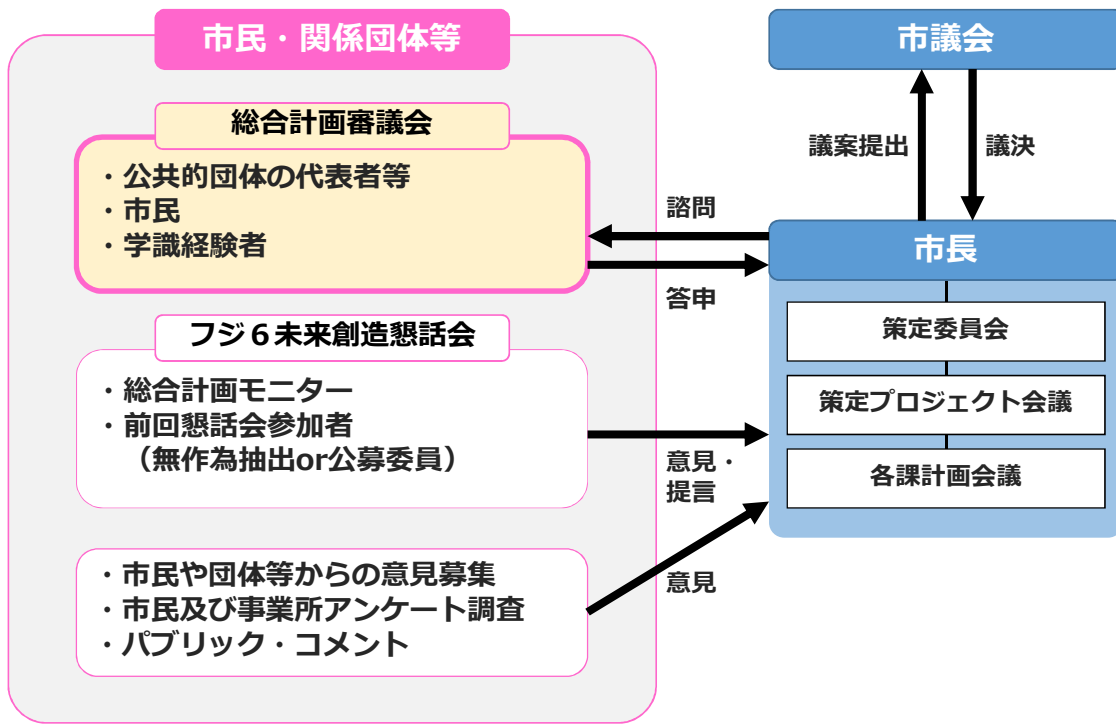 市民・関係団体等
総合計画審議会
・公共的団体の代表者等
・市民
・学識経験者
フジ６未来創造懇話会
・総合計画モニター
・前回懇話会参加者
（無作為抽出or公募委員）
・市民や団体等からの意見募集
・市民及び事業所アンケート調査
・パブリック・コメント
諮問
答申
意見・
提言
意見
市議会
議案提出
議決
市長
策定委員会
策定プロジェクト会議
各課計画会議